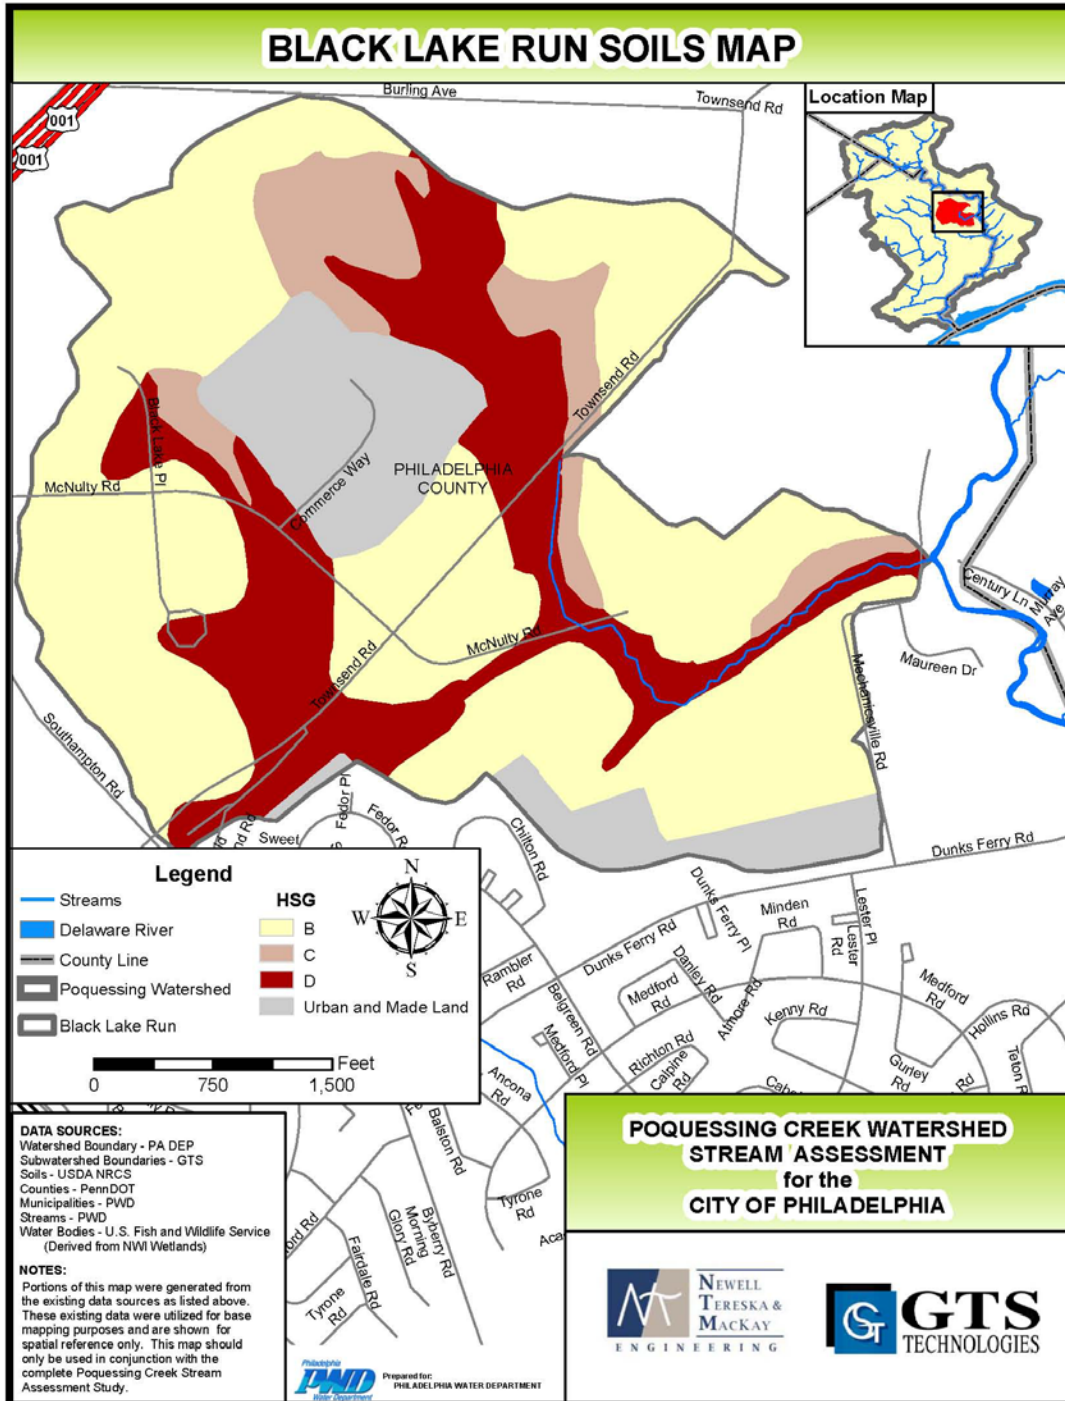 BLACK LAKE RUN SOILS MAP
Burling Ave
Townsend Rd
Location Map
001
001
Townsend Rd
Black Lake Pl
PHILADELPHIA
COUNTY
McNulty Rd
Commerce Way
Century Ln
Murray
Ave
McNulty Rd
Maureen Dr
Townsend Rd
Mechanicsville Rd
Southampton Rd
Fedor Pl
Sweet
Fedor R
nd Rd
Chilton Rd
Dunks Ferry Rd
Legend
Streams
Delaware River
County Line
Poquessing Watershed
Black Lake Run
HSG
B
C
D
Urban and Made Land
N
W
E
S
Feet
0
750
1,500
Dunks Ferry Pl
Minden
Rd
Lester Pl
Lester
Rd
Dunks Ferry Rd
Rambler
Rd
Danley Rd
Medford
Rd
Medford
Rd
Belgreen Rd
Atmore Rd
Kenny Rd
Hollins Rd
Medford Pl
Richton Rd
Calpine
Rd
Gurley
Rd
Rd
Teton R
Ancona
Rd
Balston Rd
Tyrone
Rd
Aca
ord Rd
Byberry Rd
Morning
Glory Rd
Fairdale Rd
Tyrone
Rd
DATA SOURCES:
Watershed Boundary - PA DEP
Subwatershed Boundaries - GTS
Soils - USDA NRCS
Counties - PennDOT
Municipalities - PWD
Streams - PWD
Water Bodies - U.S. Fish and Wildlife Service
(Derived from NWI Wetlands)
NOTES:
Portions of this map were generated from
the existing data sources as listed above.
These existing data were utilized for base
mapping purposes and are shown for
spatial reference only. This map should
only be used in conjunction with the
complete Poquessing Creek Stream
Assessment Study.
Philadelphia
PWD
Water Department
Prepared for:
PHILADELPHIA WATER DEPARTMENT
POQUESSING CREEK WATERSHED
STREAM ASSESSMENT
for the
CITY OF PHILADELPHIA
NEWELL
TERESKA &
MACKAY
ENGINEERING
GTS
TECHNOLOGIES